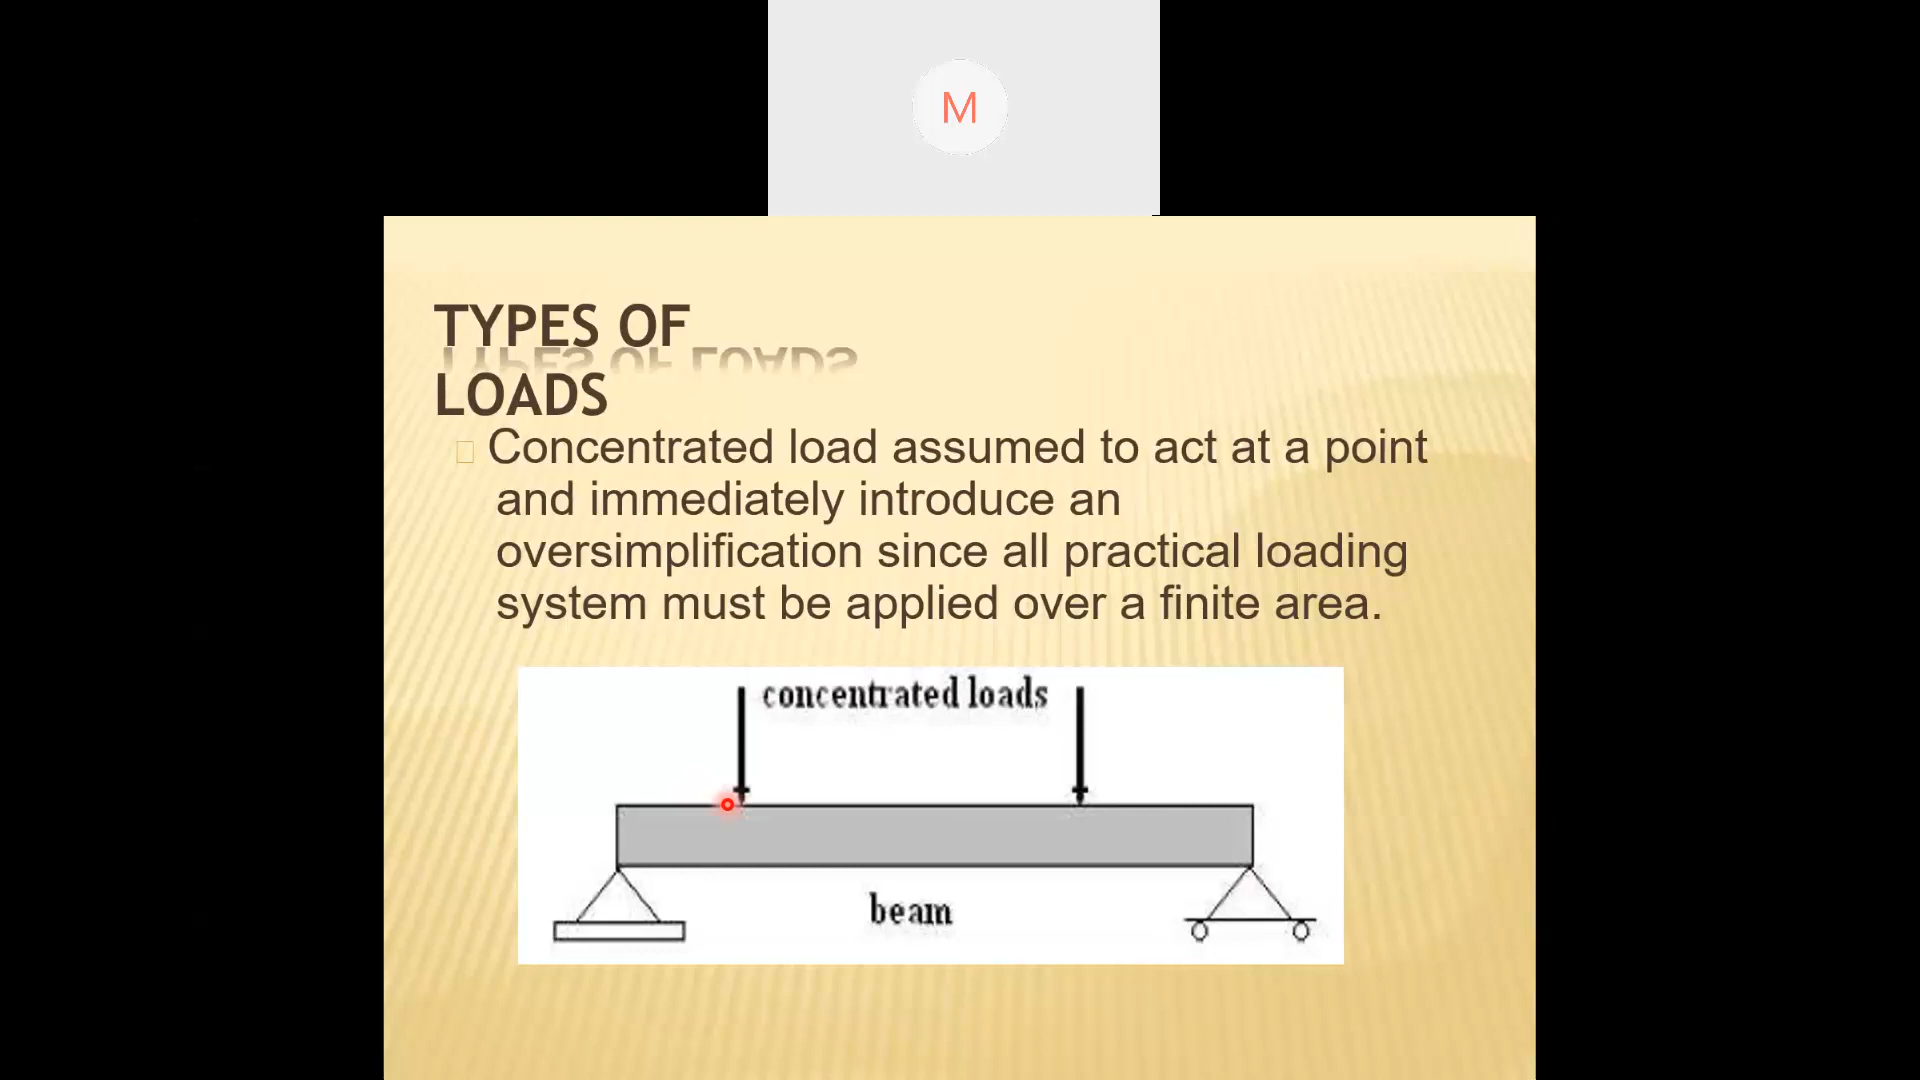 M
TYPES OF
LOADS
Concentrated load assumed to act at a point
and immediately introduce an
oversimplification since all practical loading
system must be applied over a finite area.
concentrated loads
beam